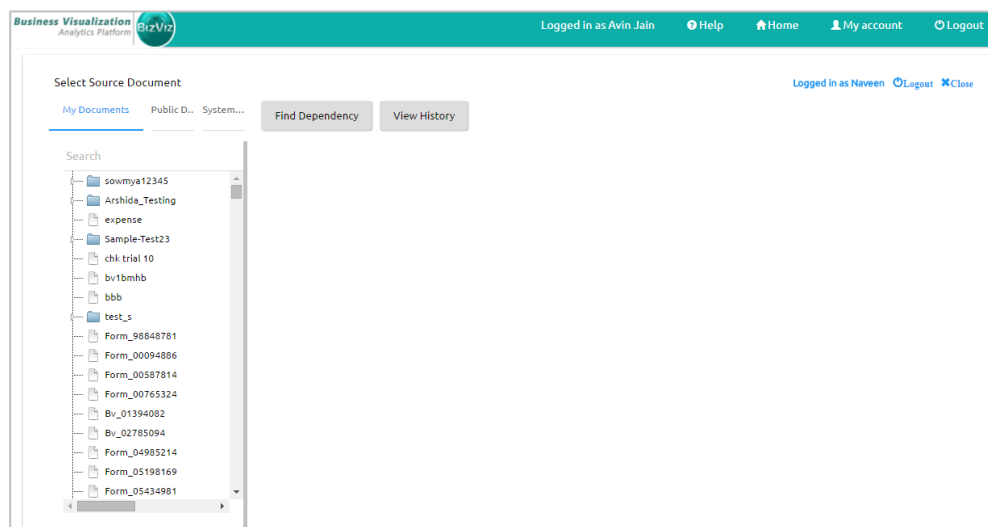 Business Visualization
Analytics Platform
BizViz
Logged in as Avin Jain Help Home My account Logout
Select Source Document
Logged in as Naveen Logout Close
My Documents Public D.. System...
Find Dependency View History
Search
sowmya12345
Arshida_Testing
expense
Sample-Test23
chk trial 10
bv1bmhb
bbb
test_s
Form_98848781
Form_00094886
Form_00587814
Form_00765324
Bv_01394082
Bv_02785094
Form_04985214
Form_05198169
Form_05434981